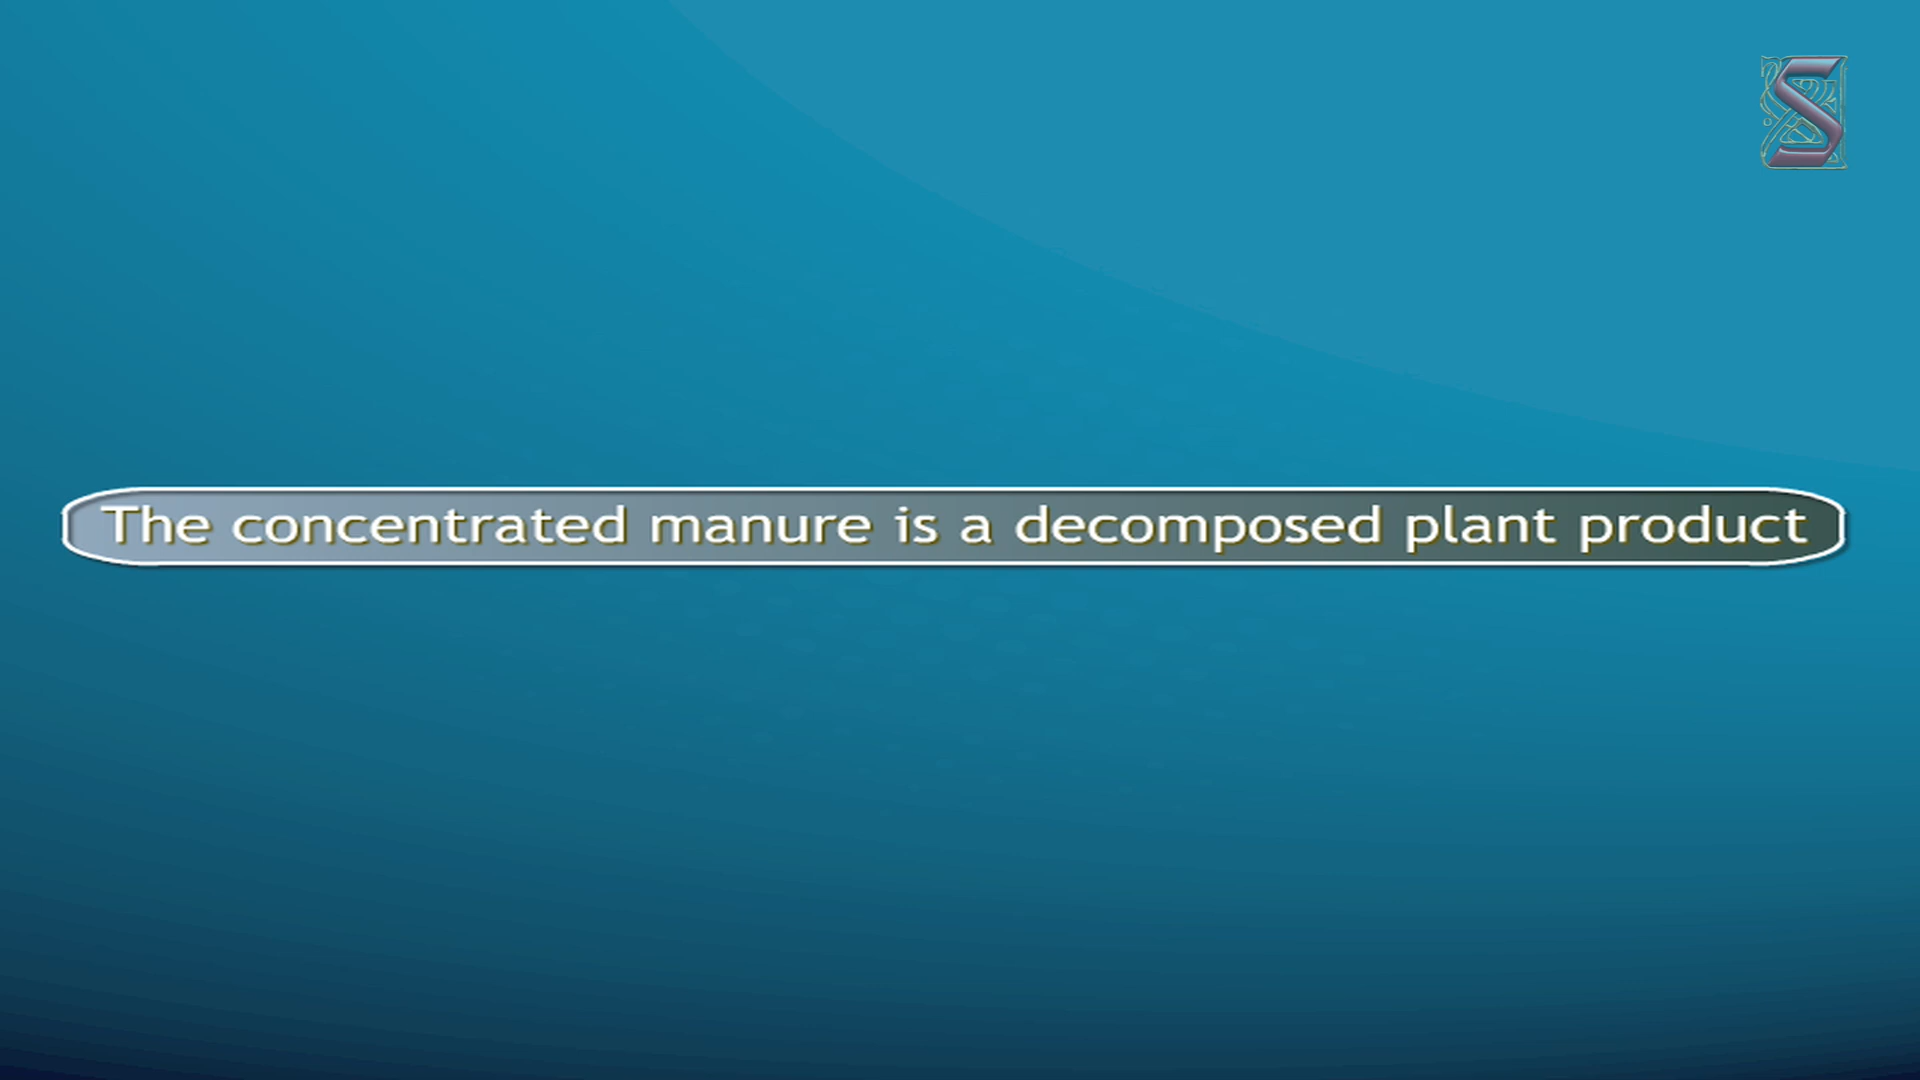 S
The concentrated manure is a decomposed plant product